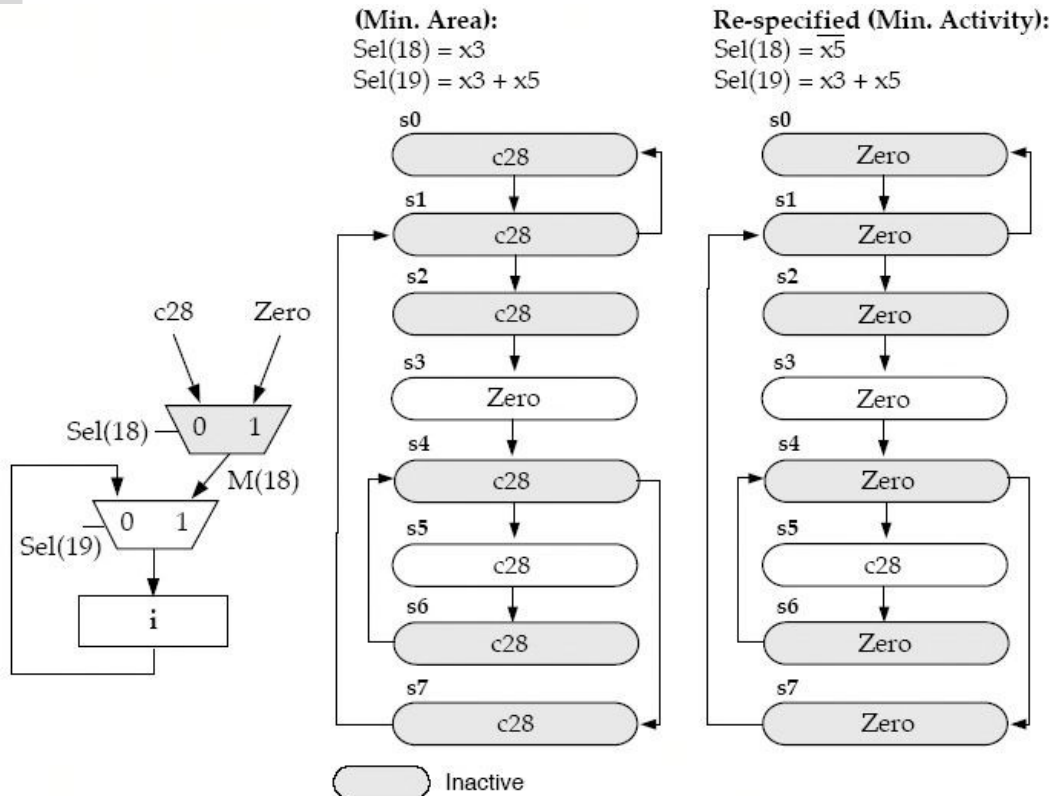 (Min. Area):
Sel(18) = x3
Sel(19) = x3 + x5
Re-specified (Min. Activity):
Sel(18) = x̅5̅
Sel(19) = x3 + x5
c28
Zero
Sel(18)
0
1
M(18)
Sel(19)
0
1
i
s0
c28
s1
c28
s2
c28
s3
Zero
s4
c28
s5
c28
s6
c28
s7
c28
s0
Zero
s1
Zero
s2
Zero
s3
Zero
s4
Zero
s5
c28
s6
Zero
s7
Zero
Inactive